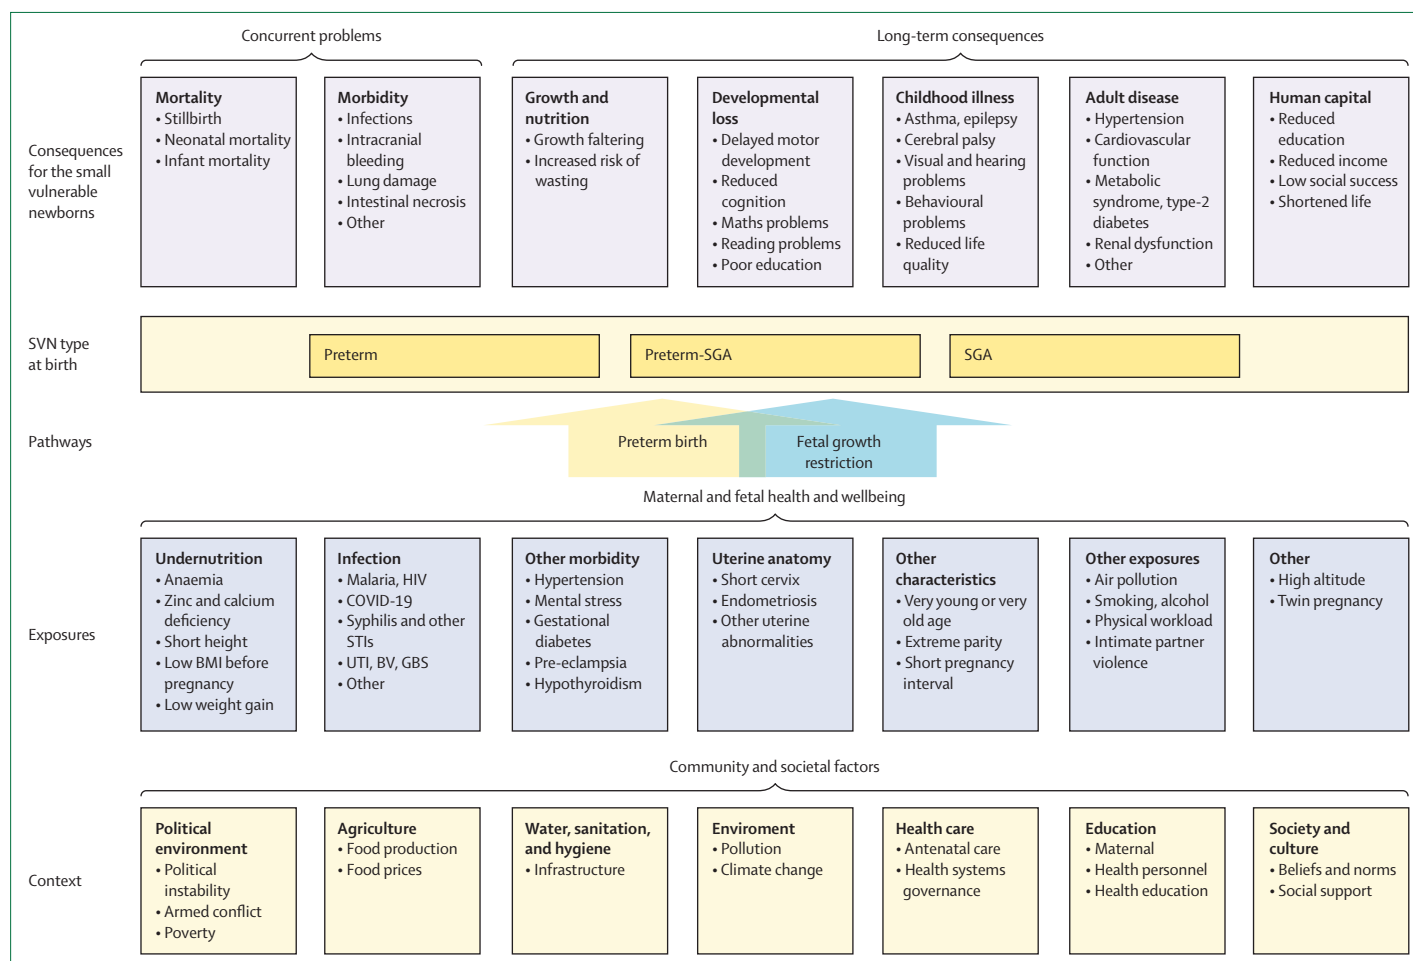 Concurrent problems
Long-term consequences
Consequences
for the small
vulnerable
newborns
Mortality
• Stillbirth
• Neonatal mortality
• Infant mortality
Morbidity
• Infections
• Intracranial
bleeding
• Lung damage
• Intestinal necrosis
• Other
Growth and
nutrition
• Growth faltering
• Increased risk of
wasting
Developmental
loss
• Delayed motor
development
• Reduced
cognition
• Maths problems
• Reading problems
• Poor education
Childhood illness
• Asthma, epilepsy
• Cerebral palsy
• Visual and hearing
problems
• Behavioural
problems
• Reduced life
quality
Adult disease
• Hypertension
• Cardiovascular
function
• Metabolic
syndrome, type-2
diabetes
• Renal dysfunction
• Other
Human capital
• Reduced
education
• Reduced income
• Low social success
• Shortened life
SVN type
at birth
Preterm
Preterm-SGA
SGA
Pathways
Preterm birth
Fetal growth
restriction
Maternal and fetal health and wellbeing
Exposures
Undernutrition
• Anaemia
• Zinc and calcium
deficiency
• Short height
• Low BMI before
pregnancy
• Low weight gain
Infection
• Malaria, HIV
• COVID-19
• Syphilis and other
STIs
• UTI, BV, GBS
• Other
Other morbidity
• Hypertension
• Mental stress
• Gestational
diabetes
• Pre-eclampsia
• Hypothyroidism
Uterine anatomy
• Short cervix
• Endometriosis
• Other uterine
abnormalities
Other
characteristics
• Very young or very
old age
• Extreme parity
• Short pregnancy
interval
Other exposures
• Air pollution
• Smoking, alcohol
• Physical workload
• Intimate partner
violence
Other
• High altitude
• Twin pregnancy
Community and societal factors
Context
Political
environment
• Political
instability
• Armed conflict
• Poverty
Agriculture
• Food production
• Food prices
Water, sanitation,
and hygiene
• Infrastructure
Enviroment
• Pollution
• Climate change
Health care
• Antenatal care
• Health systems
governance
Education
• Maternal
• Health personnel
• Health education
Society and
culture
• Beliefs and norms
• Social support